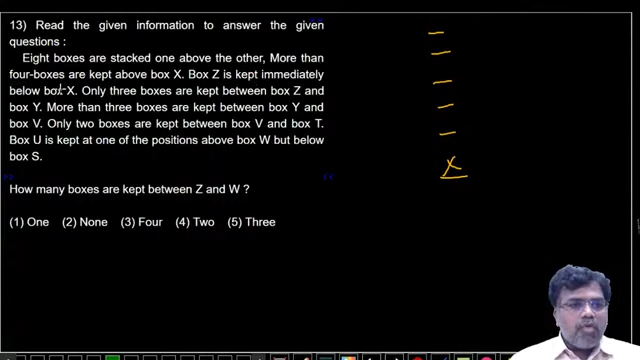 13) Read the given information to answer the given
questions :
Eight boxes are stacked one above the other, More than
four boxes are kept above box X. Box Z is kept immediately
below box X. Only three boxes are kept between box Z and
box Y. More than three boxes are kept between box Y and
box V. Only two boxes are kept between box V and box T.
Box U is kept at one of the positions above box W but below
box S.
How many boxes are kept between Z and W ?
(1) One (2) None (3) Four (4) Two (5) Three
X